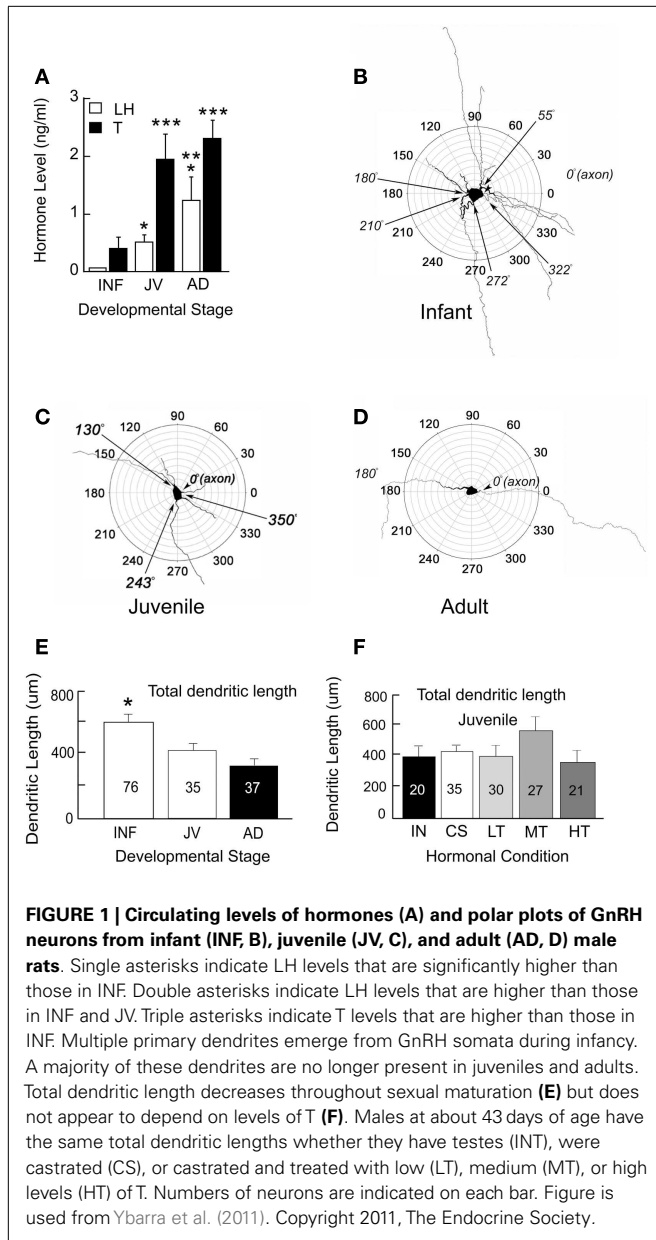 A
Hormone Level (ng/ml)
3
2
1
0
LH
T
*
***
**
*
***
INF JV AD
Developmental Stage
B
90
120
60
55°
150
30
0°(axon)
180°
180
0
210°
330
240
300
270
322°
272°
Infant
C
90
120
60
130°
150
30
0°(axon)
180
0
350°
210
330
240
300
270
243°
Juvenile
D
90
120
60
150
30
180°
0°(axon)
180
0
210
330
240
300
270
Adult
E
Dendritic Length (um)
800
400
0
Total dendritic length
*
76 35 37
INF JV AD
Developmental Stage
F
Dendritic Length (um)
800
600
400
200
0
Total dendritic length
Juvenile
20 35 30 27 21
IN CS LT MT HT
Hormonal Condition
FIGURE 1 | Circulating levels of hormones (A) and polar plots of GnRH
neurons from infant (INF, B), juvenile (JV, C), and adult (AD, D) male
rats. Single asterisks indicate LH levels that are significantly higher than
those in INF. Double asterisks indicate LH levels that are higher than those
in INF and JV. Triple asterisks indicate T levels that are higher than those in
INF. Multiple primary dendrites emerge from GnRH somata during infancy.
A majority of these dendrites are no longer present in juveniles and adults.
Total dendritic length decreases throughout sexual maturation (E) but does
not appear to depend on levels of T (F). Males at about 43 days of age have
the same total dendritic lengths whether they have testes (INT), were
castrated (CS), or castrated and treated with low (LT), medium (MT), or high
levels (HT) of T. Numbers of neurons are indicated on each bar. Figure is
used from Ybarra et al. (2011). Copyright 2011, The Endocrine Society.